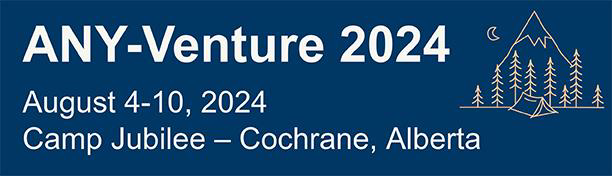 ANY-Venture 2024
August 4-10, 2024
Camp Jubilee – Cochrane, Alberta